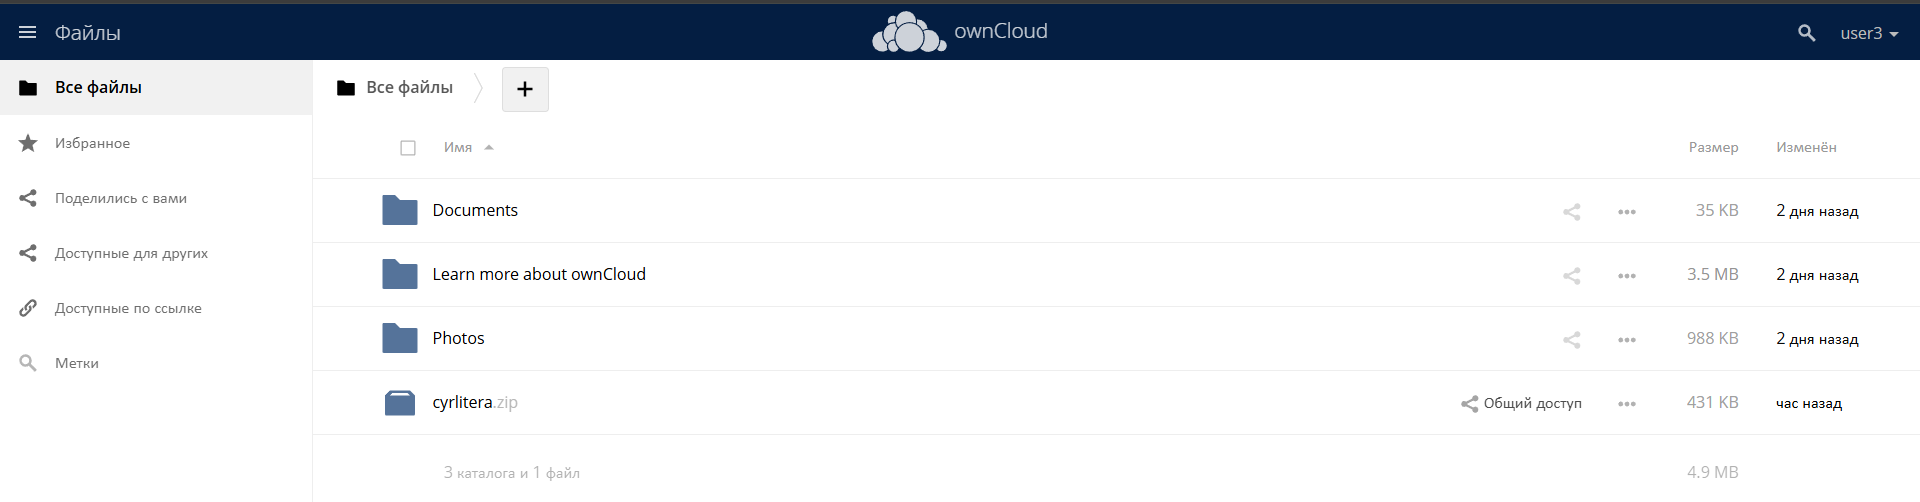 Файлы
ownCloud
user3
Все файлы
Избранное
Поделились с вами
Доступные для других
Доступные по ссылке
Метки
Все файлы
+
Имя Размер Изменён
Documents 35 KB 2 дня назад
Learn more about ownCloud 3.5 MB 2 дня назад
Photos 988 KB 2 дня назад
cyrlitera.zip Общий доступ 431 KB час назад
3 каталога и 1 файл 4.9 MB